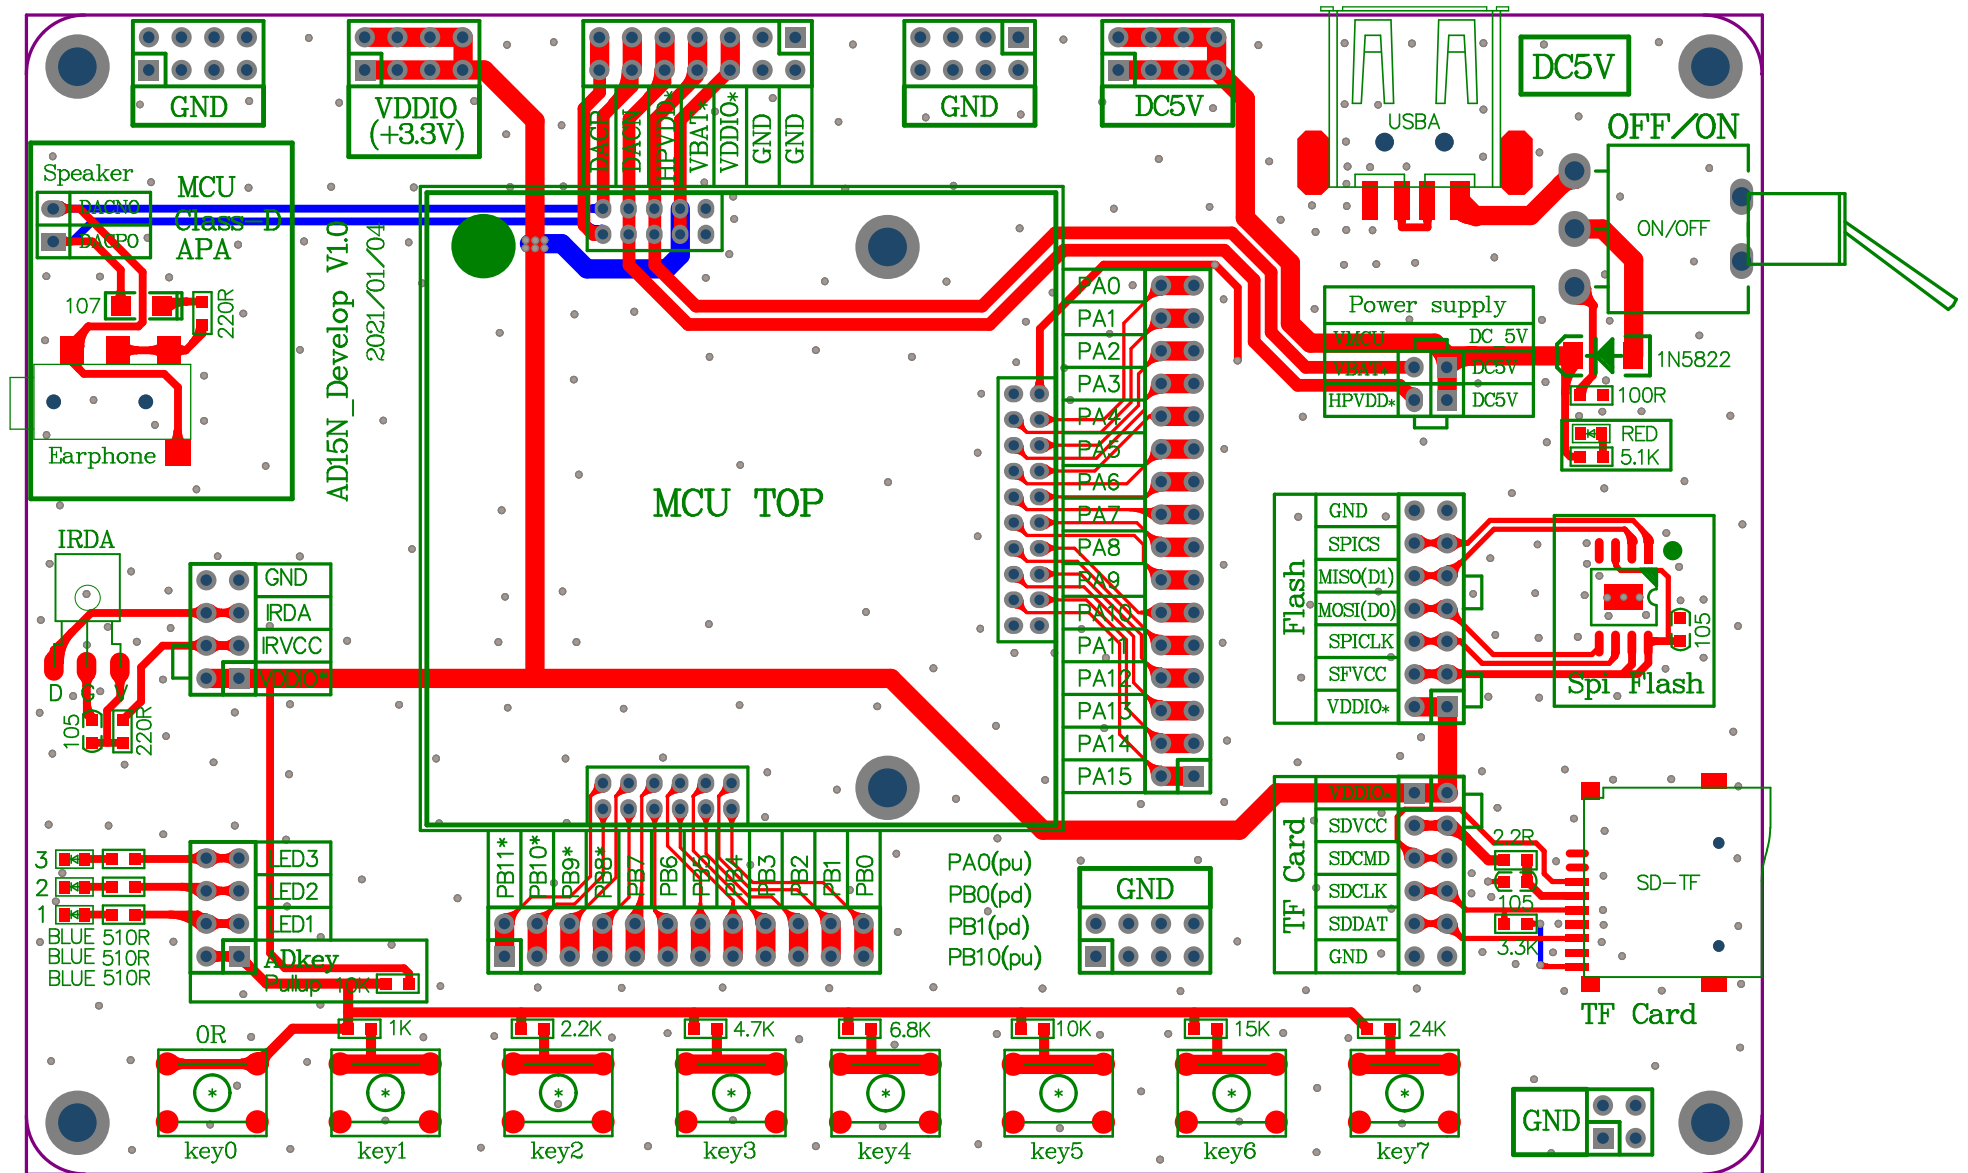 GND
VDDIO
(+3.3V)
DACP
DACN
HPVDD*
VBAT*
VDDIO*
GND
GND
GND
DC5V
USBA
DC5V
OFF/ON
ON/OFF
Speaker
DACNO
DACPO
MCU
Class-D
APA
107
220R
Earphone
AD15N_Develop V1.0
2021/01/04
MCU TOP
PA0
PA1
PA2
PA3
PA4
PA5
PA6
PA7
PA8
PA9
PA10
PA11
PA12
PA13
PA14
PA15
Power supply
VMCU DC 5V
VBAT* DC5V
HPVDD* DC5V
1N5822
100R
RED
5.1K
IRDA
D G V
105
220R
GND
IRDA
IRVCC
VDDIO*
Flash
GND
SPICS
MISO(D1)
MOSI(D0)
SPICLK
SFVCC
VDDIO*
105
Spi Flash
TF Card
VDDIO*
SDVCC
SDCMD
SDCLK
SDDAT
GND
2.2R
105
3.3K
SD-TF
TF Card
3
2
1
BLUE 510R
BLUE 510R
BLUE 510R
LED3
LED2
LED1
ADkey
Pullup 10K
PB11*
PB10*
PB9*
PB8*
PB7
PB6
PB5
PB4
PB3
PB2
PB1
PB0
PA0(pu)
PB0(pd)
PB1(pd)
PB10(pu)
GND
0R
1K
2.2K
4.7K
6.8K
10K
15K
24K
*
*
*
*
*
*
*
*
key0
key1
key2
key3
key4
key5
key6
key7
GND